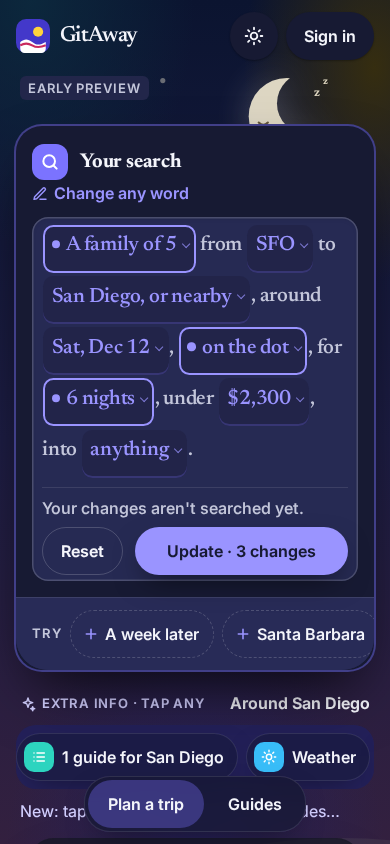 GitAway
Sign in
EARLY PREVIEW
z
z
Your search
Change any word
A family of 5 from SFO to
San Diego, or nearby , around
Sat, Dec 12 , on the dot , for
6 nights , under $2,300 ,
into anything .
Your changes aren't searched yet.
Reset
Update · 3 changes
TRY
+ A week later
+ Santa Barbara
EXTRA INFO · TAP ANY
Around San Diego
1 guide for San Diego
Weather
New: tap
Plan a trip
Guides